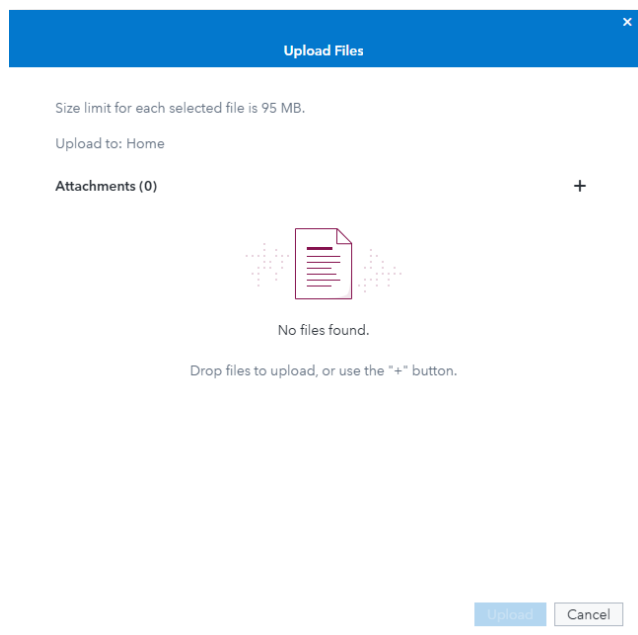 Upload Files
Size limit for each selected file is 95 MB.
Upload to: Home
Attachments (0)
No files found.
Drop files to upload, or use the "+" button.
Upload
Cancel